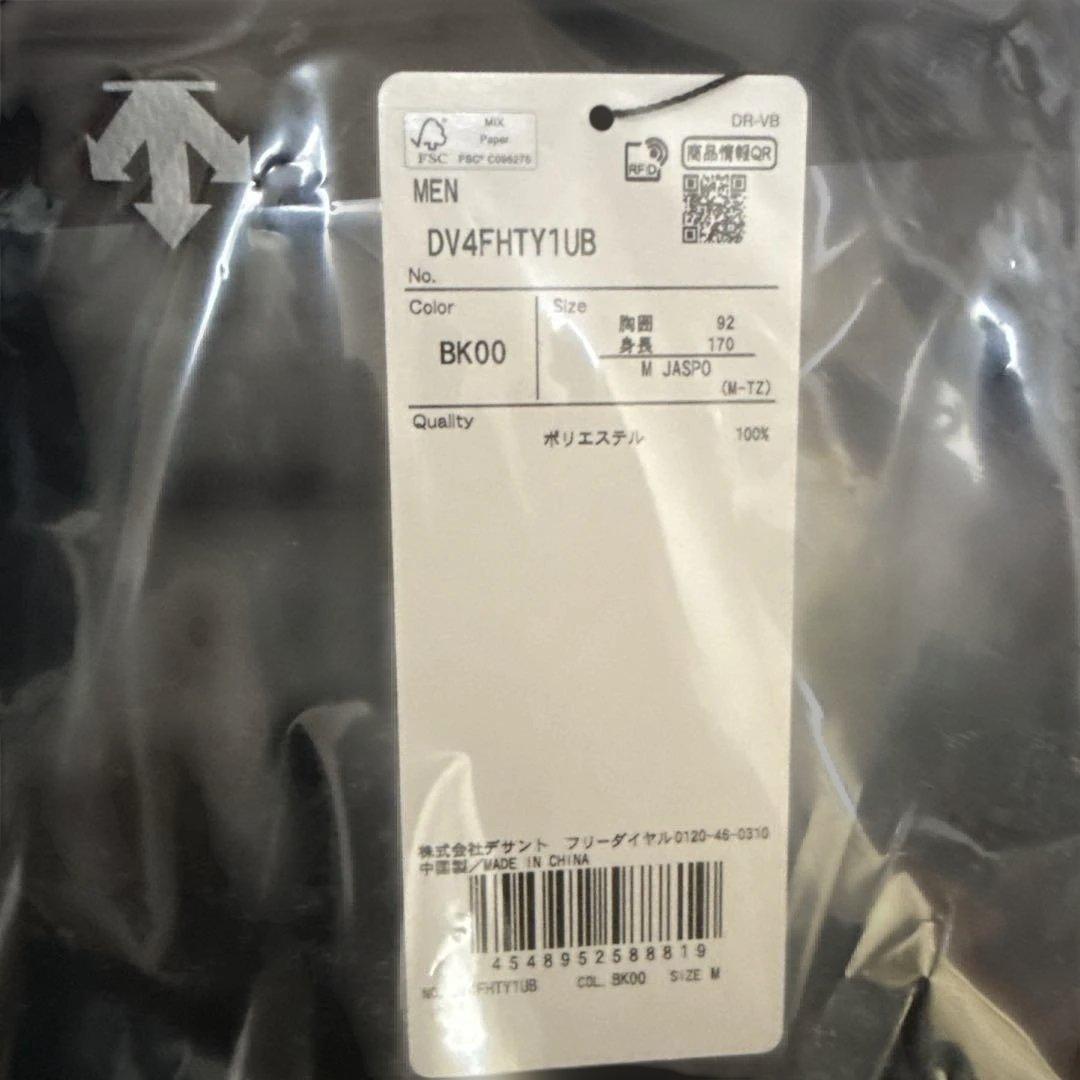 DR-VB
MIX
Paper
FSC FSC® C095275
RFID
商品情報QR
MEN
DV4FHTY1UB
No.
Color
Size
胸囲 92
BK00
身長 170
M JASPO
(M-TZ)
Quality
ポリエステル 100%
株式会社デサント フリーダイヤル0120-46-0310
中国製/MADE IN CHINA
4548952588819
NO. FHTY1UB COL. BK00 SIZE M